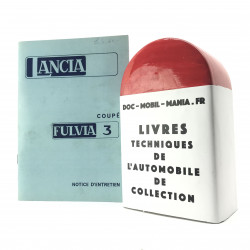 LANCIA
COUPÉ
FULVIA 3
NOTICE D'ENTRETIEN
DOC-MOBIL-MANIA.FR
LIVRES
TECHNIQUES
DE
L'AUTOMOBILE
DE
COLLECTION